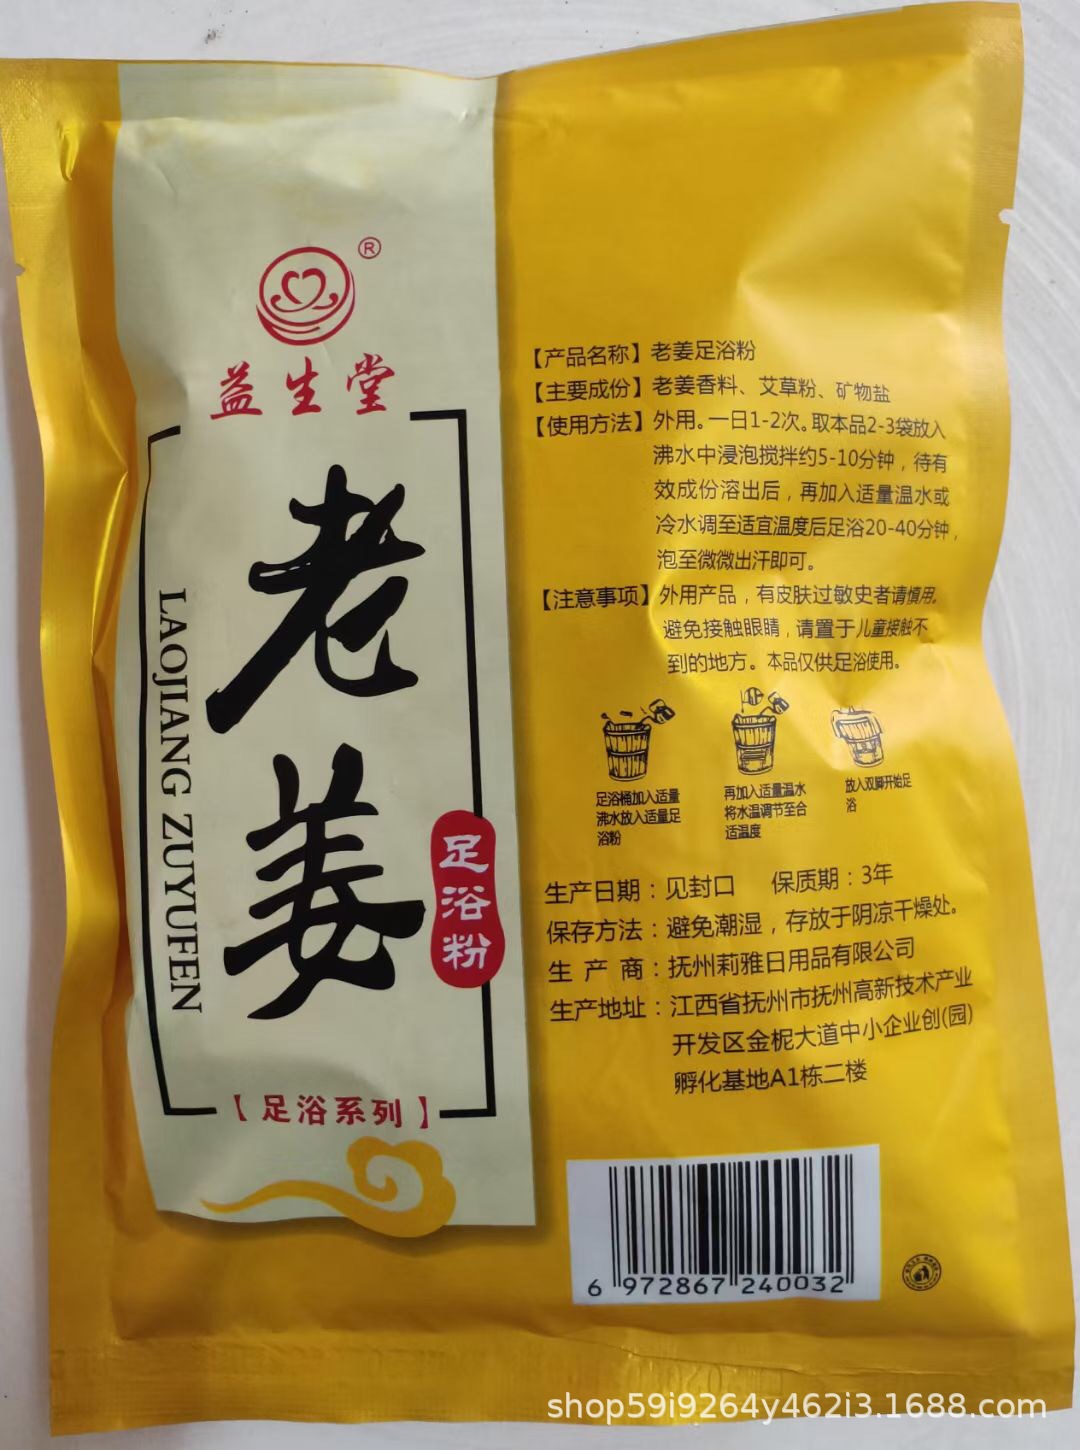 ®
益生堂
老姜
LAOJIANG ZUYUFEN
足浴粉
【足浴系列】
【产品名称】老姜足浴粉
【主要成份】老姜香料、艾草粉、矿物盐
【使用方法】外用。一日1-2次。取本品2-3袋放入
沸水中浸泡搅拌约5-10分钟，待有
效成份溶出后，再加入适量温水或
冷水调至适宜温度后足浴20-40分钟，
泡至微微出汗即可。
【注意事项】外用产品，有皮肤过敏史者请慎用。
避免接触眼睛，请置于儿童接触不
到的地方。本品仅供足浴使用。
足浴桶加入适量
沸水放入适量足
浴粉
再加入适量温水
将水温调节至合
适温度
放入双脚开始足
浴
生产日期：见封口 保质期：3年
保存方法：避免潮湿，存放于阴凉干燥处。
生 产 商：抚州莉雅日用品有限公司
生产地址：江西省抚州市抚州高新技术产业
开发区金柅大道中小企业创(园)
孵化基地A1栋二楼
6 972867 240032
shop59i9264y462i3.1688.com